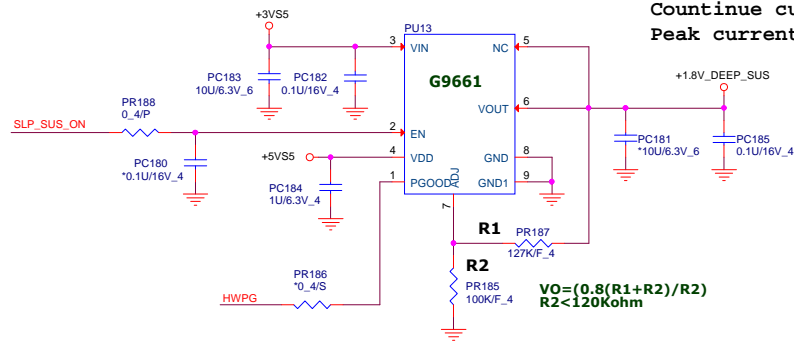 Countinue cu
Peak current
+3VS5
PU13
3
VIN
NC
5
G9661
PC183
10U/6.3V_6
PC182
0.1U/16V_4
+1.8V_DEEP_SUS
PR188
0_4/P
VOUT
6
SLP_SUS_ON
2
EN
PC181
*10U/6.3V_6
PC185
0.1U/16V_4
PC180
*0.1U/16V_4
+5VS5
4
VDD
GND
8
PC184
1U/6.3V_4
1
PGOOD
ADJ
GND1
9
7
R1
PR187
127K/F_4
R2
PR186
*0_4/S
PR185
100K/F_4
VO=(0.8(R1+R2)/R2)
R2<120Kohm
HWPG